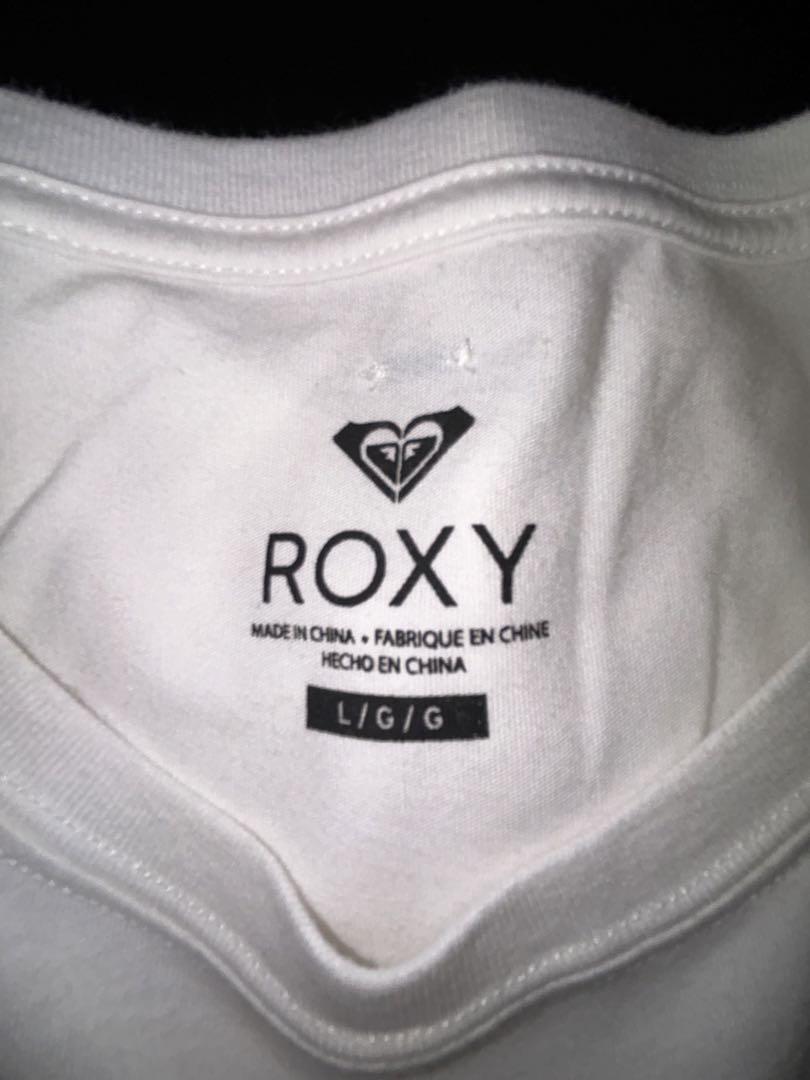 ROXY
MADE IN CHINA • FABRIQUE EN CHINE
HECHO EN CHINA
L/G/G